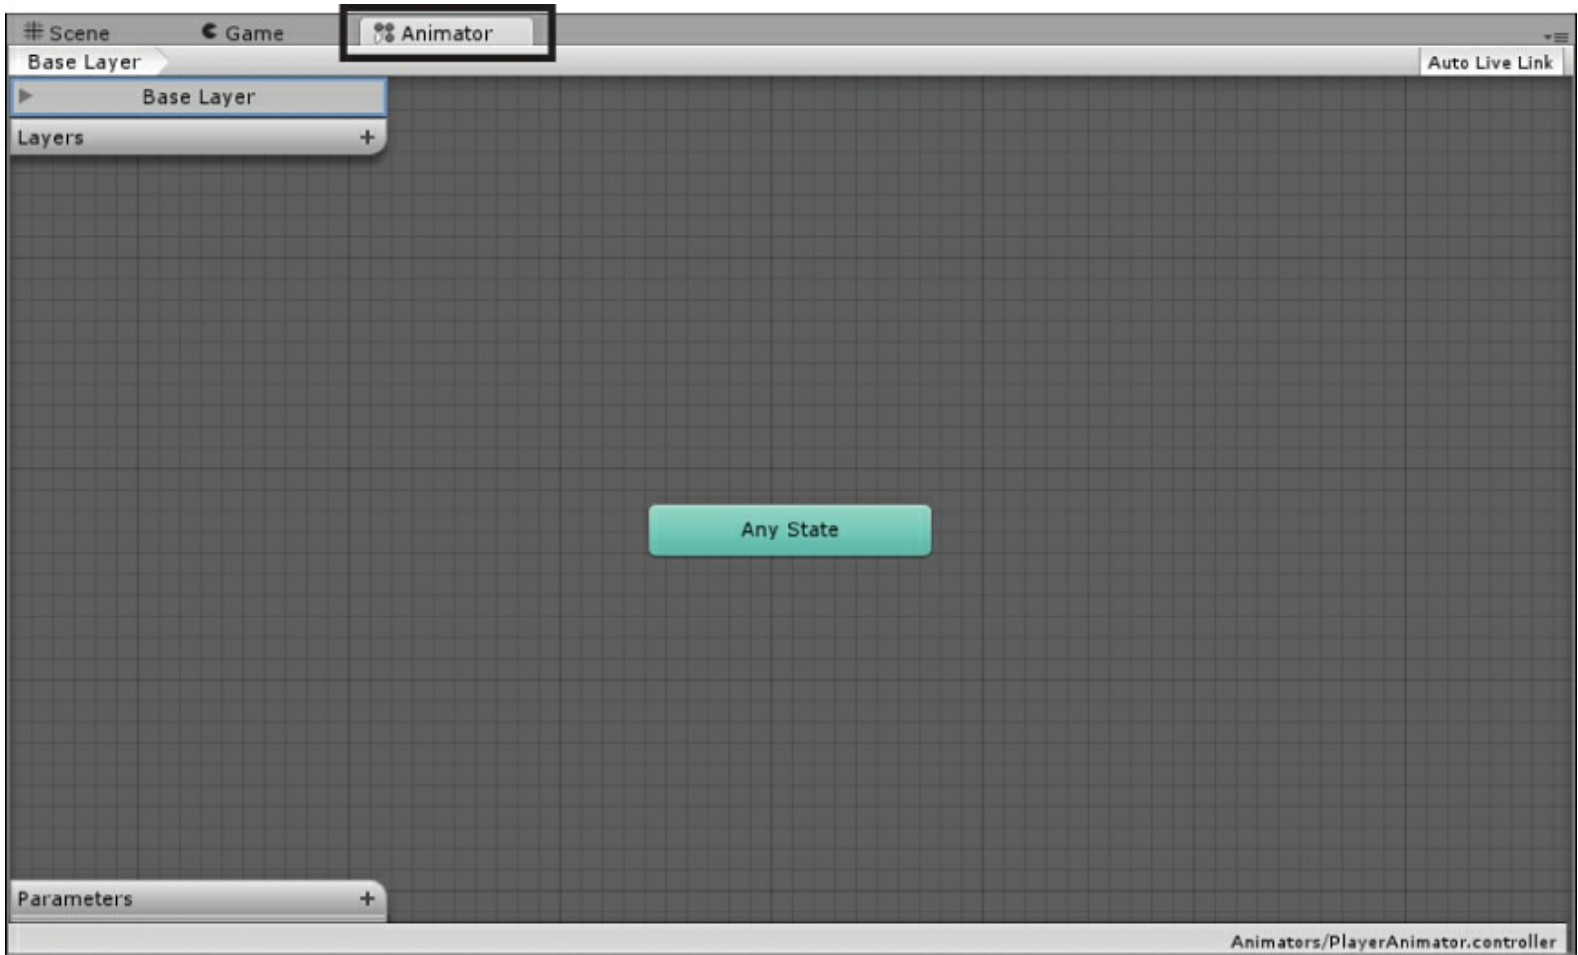 Scene Game Animator
Base Layer Auto Live Link
Base Layer
Layers +
Any State
Parameters +
Animators/PlayerAnimator.controller